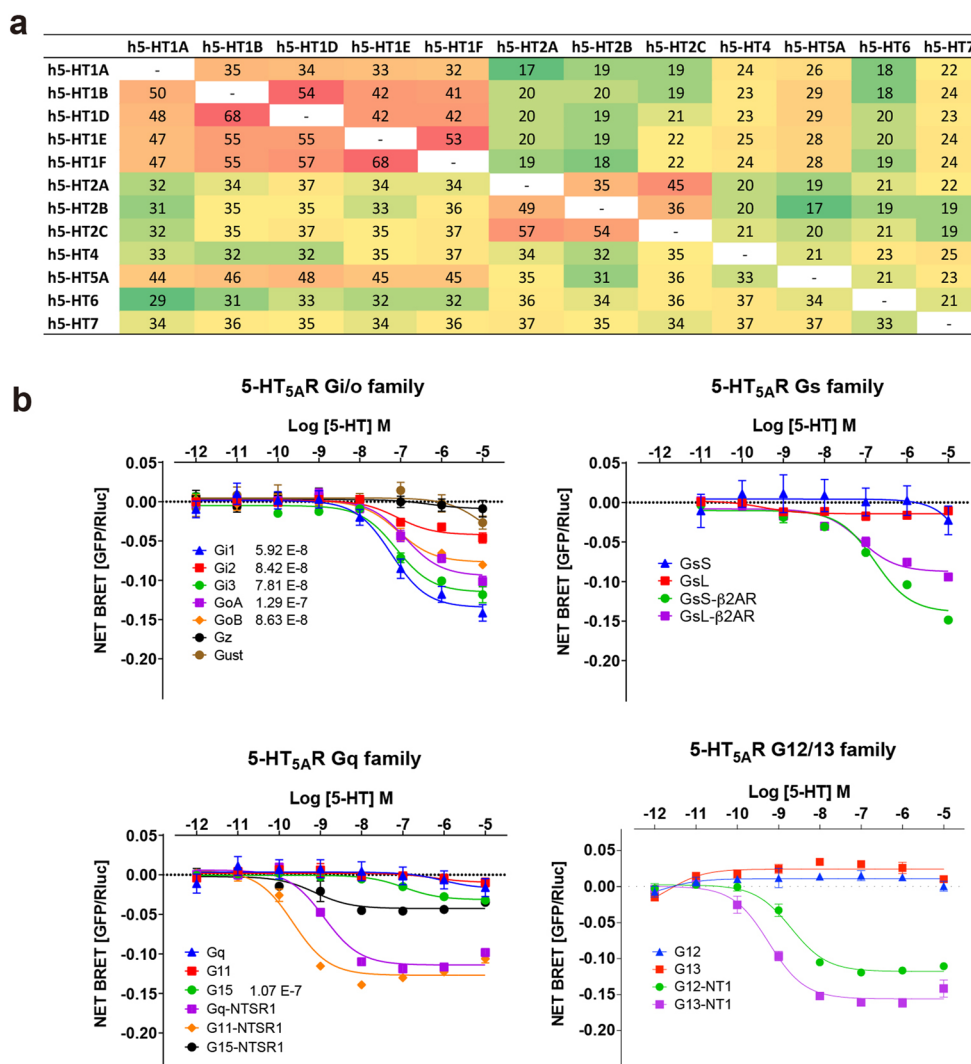 a
h5-HT1A h5-HT1B h5-HT1D h5-HT1E h5-HT1F h5-HT2A h5-HT2B h5-HT2C h5-HT4 h5-HT5A h5-HT6 h5-HT7
h5-HT1A - 35 34 33 32 17 19 19 24 26 18 22
h5-HT1B 50 - 54 42 41 20 20 19 23 29 18 24
h5-HT1D 48 68 - 42 42 20 19 21 23 29 20 23
h5-HT1E 47 55 55 - 53 20 19 22 25 28 20 24
h5-HT1F 47 55 57 68 - 19 18 22 24 28 19 24
h5-HT2A 32 34 37 34 34 - 35 45 20 19 21 22
h5-HT2B 31 35 35 33 36 49 - 36 20 17 19 19
h5-HT2C 32 35 37 35 37 57 54 - 21 20 21 19
h5-HT4 33 32 32 35 37 34 32 35 - 21 23 25
h5-HT5A 44 46 48 45 45 35 31 36 33 - 21 23
h5-HT6 29 31 33 32 32 36 34 36 37 34 - 21
h5-HT7 34 36 35 34 36 37 35 34 37 37 33 -
b
5-HT5AR Gi/o family
Log [5-HT] M
-12 -11 -10 -9 -8 -7 -6 -5
0.05
0.00
-0.05
-0.10
-0.15
-0.20
NET BRET [GFP/Rluc]
Gi1 5.92 E-8
Gi2 8.42 E-8
Gi3 7.81 E-8
GoA 1.29 E-7
GoB 8.63 E-8
Gz
Gust
5-HT5AR Gs family
Log [5-HT] M
-12 -11 -10 -9 -8 -7 -6 -5
0.05
0.00
-0.05
-0.10
-0.15
-0.20
NET BRET [GFP/Rluc]
GsS
GsL
GsS-β2AR
GsL-β2AR
5-HT5AR Gq family
Log [5-HT] M
-12 -11 -10 -9 -8 -7 -6 -5
0.05
0.00
-0.05
-0.10
-0.15
-0.20
NET BRET [GFP/Rluc]
Gq
G11
G15 1.07 E-7
Gq-NTSR1
G11-NTSR1
G15-NTSR1
5-HT5AR G12/13 family
Log [5-HT] M
-12 -11 -10 -9 -8 -7 -6 -5
0.05
0.00
-0.05
-0.10
-0.15
-0.20
NET BRET [GFP/Rluc]
G12
G13
G12-NT1
G13-NT1